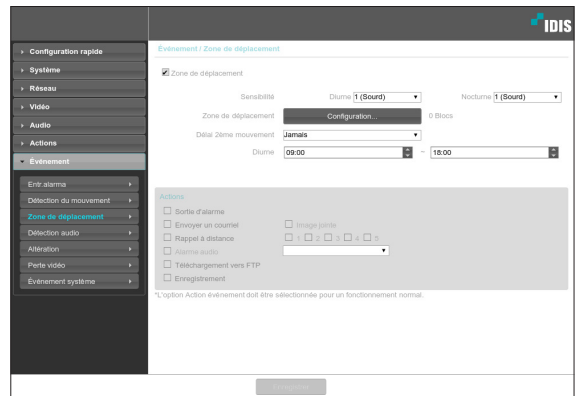 IDIS
Configuration rapide
Système
Réseau
Vidéo
Audio
Actions
Événement
Entr.alarma
Détection du mouvement
Zone de déplacement
Détection audio
Altération
Perte vidéo
Événement système
Événement / Zone de déplacement
Zone de déplacement
Sensibilité Diurne 1 (Sourd) Nocturne 1 (Sourd)
Zone de déplacement Configuration... 0 Blocs
Délai 2ème mouvement Jamais
Diurne 09:00 ~ 18:00
Actions
Sortie d'alarme
Envoyer un courriel Image jointe
Rappel à distance 1 2 3 4 5
Alarme audio
Téléchargement vers FTP
Enregistrement
*L'option Action événement doit être sélectionnée pour un fonctionnement normal.
Enregistrer